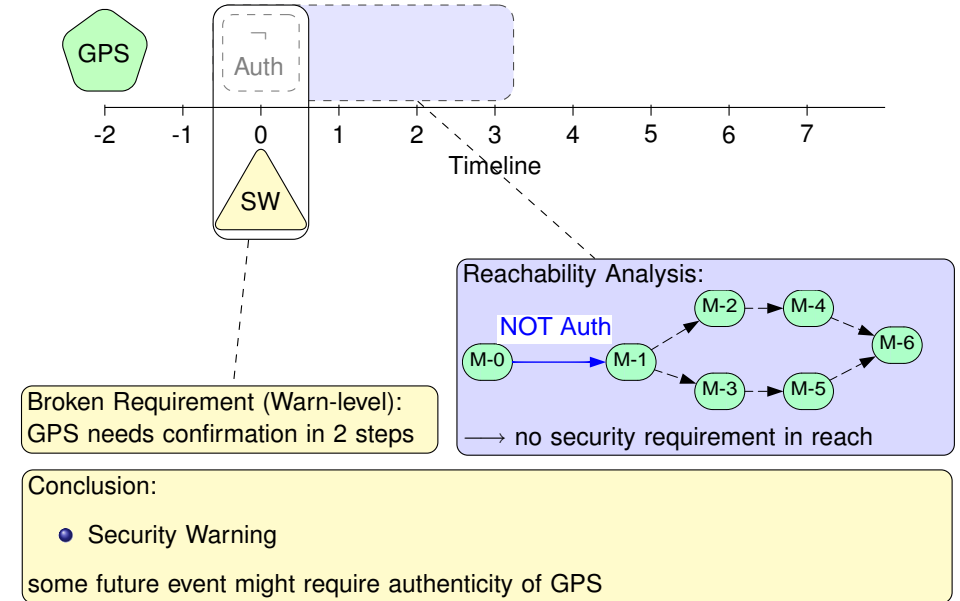 GPS
¬
Auth
-2 -1 0 1 2 3 4 5 6 7
Timeline
SW
Reachability Analysis:
M-2 M-4
NOT Auth
M-0 M-1 M-6
M-3 M-5
⟶ no security requirement in reach
Broken Requirement (Warn-level):
GPS needs confirmation in 2 steps
Conclusion:
Security Warning
some future event might require authenticity of GPS